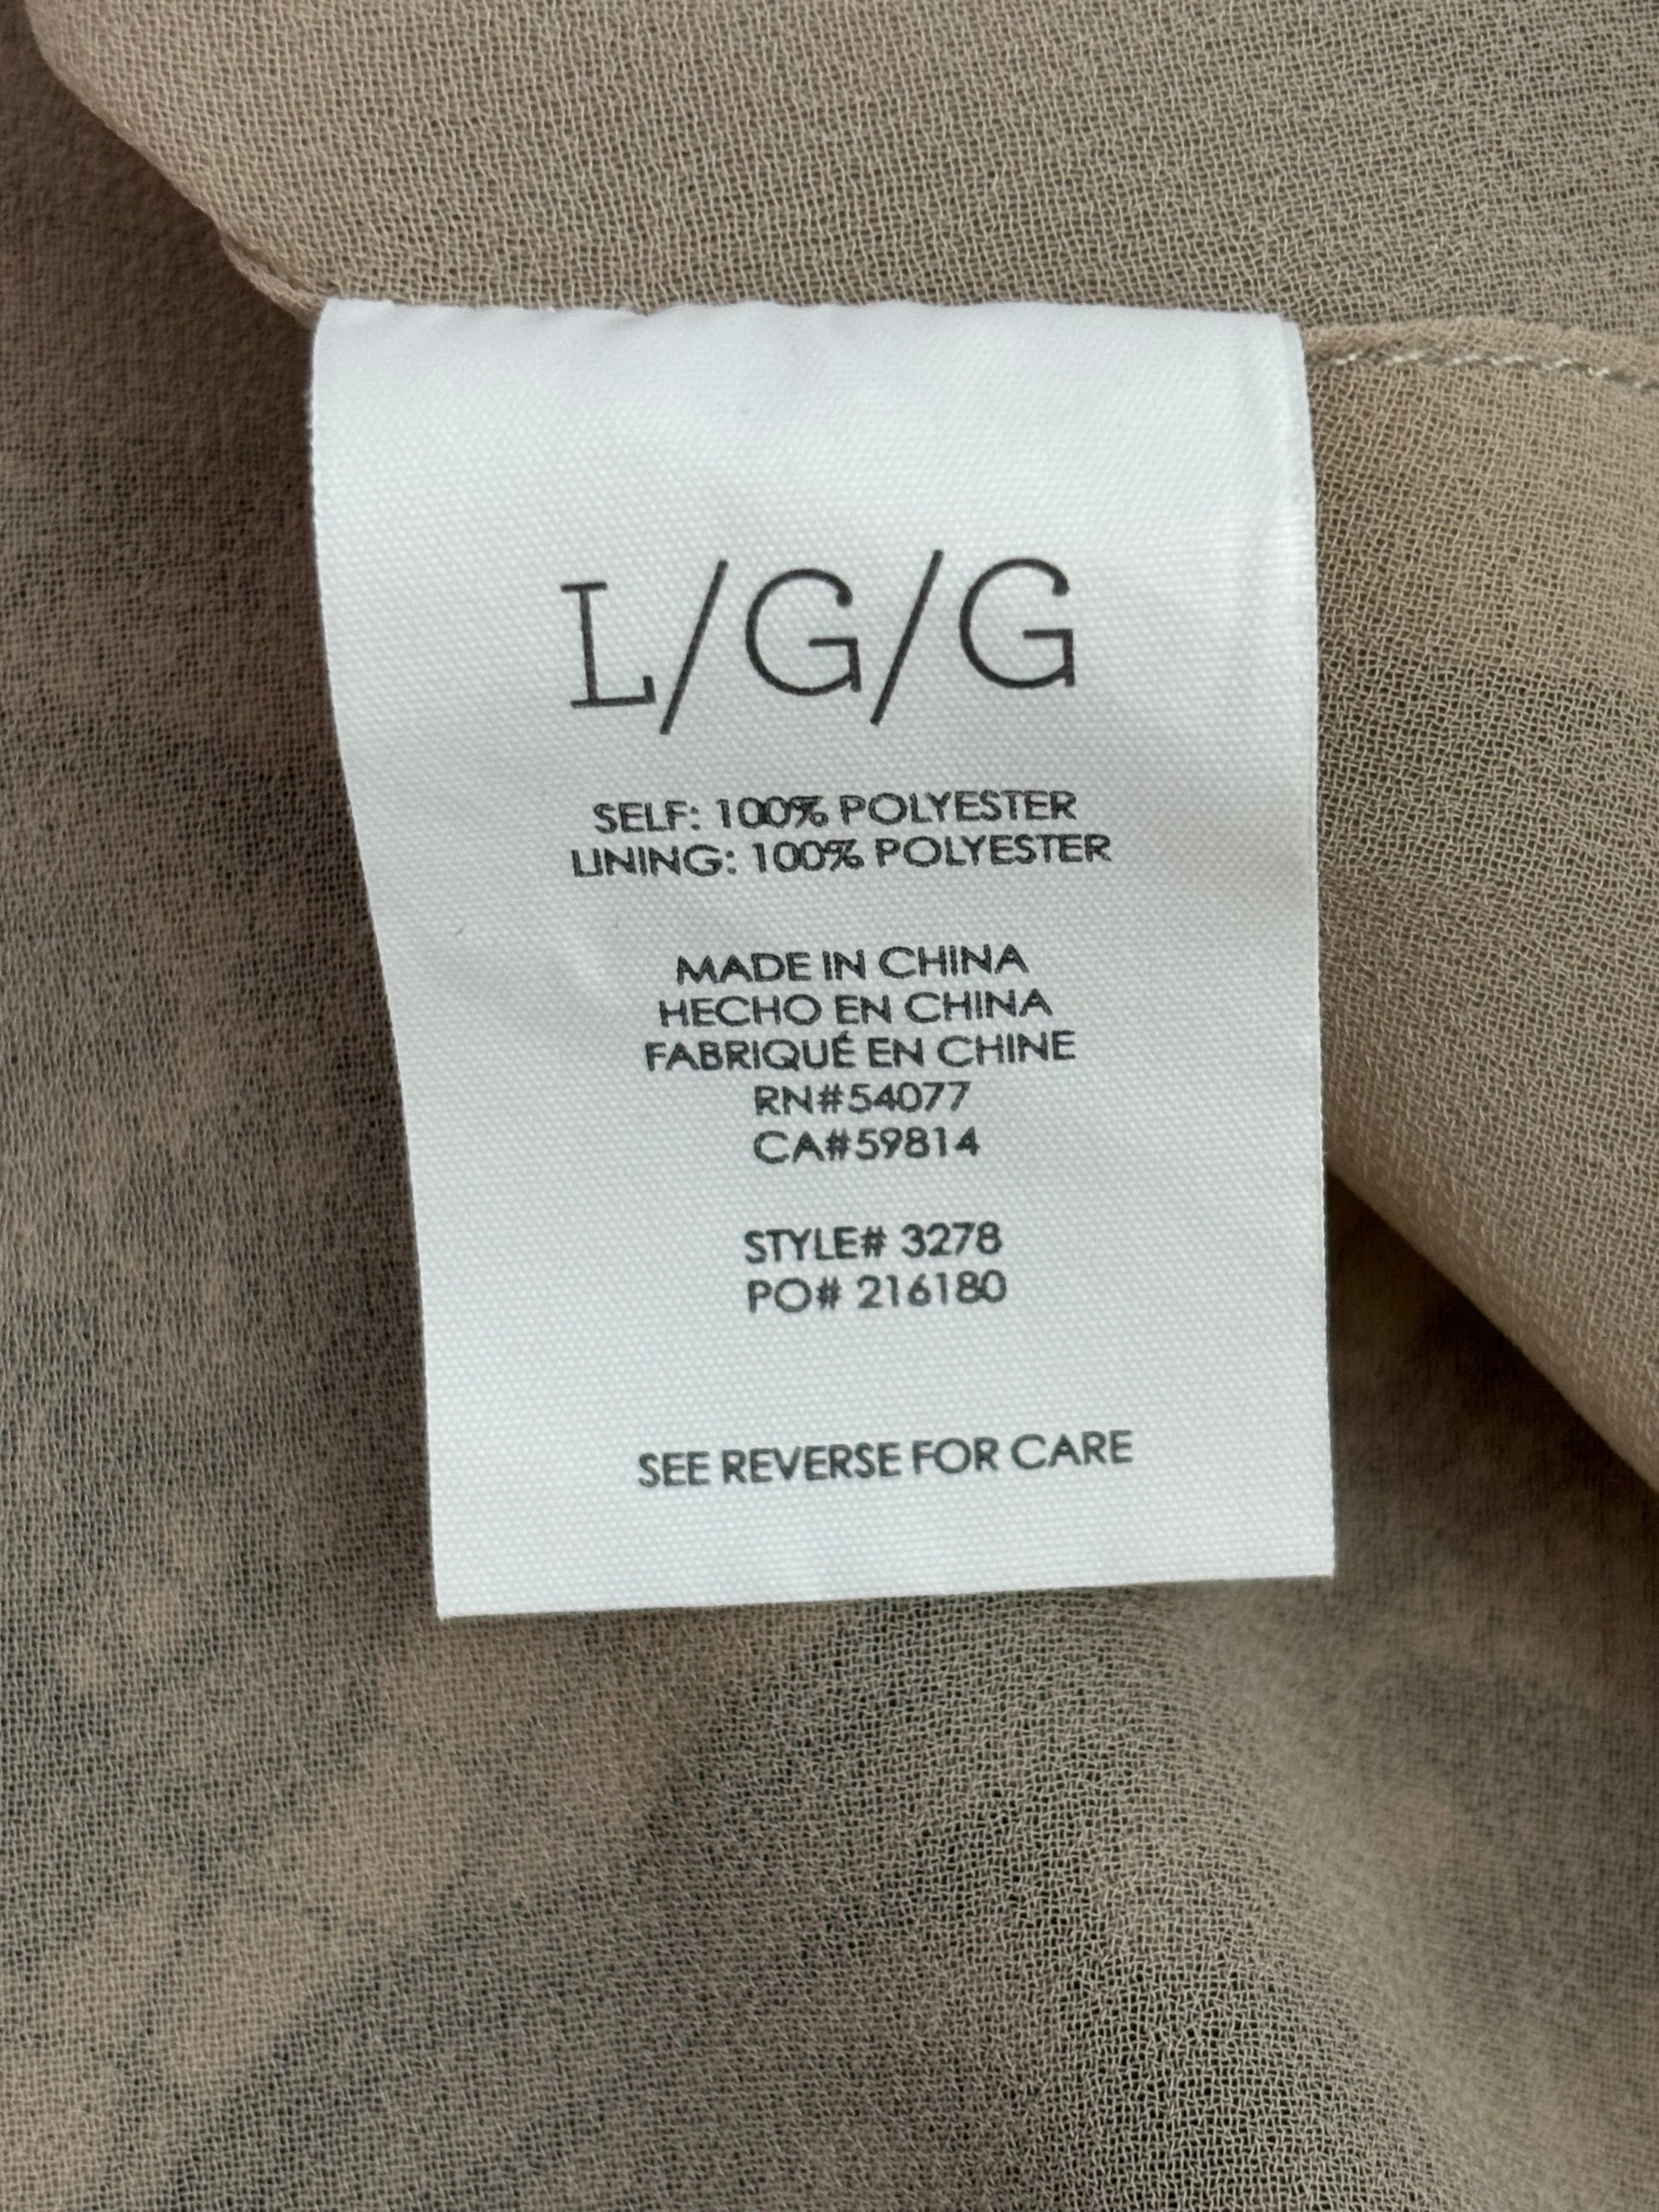 L/G/G
SELF: 100% POLYESTER
LINING: 100% POLYESTER
MADE IN CHINA
HECHO EN CHINA
FABRIQUÉ EN CHINE
RN#54077
CA#59814
STYLE# 3278
PO# 216180
SEE REVERSE FOR CARE